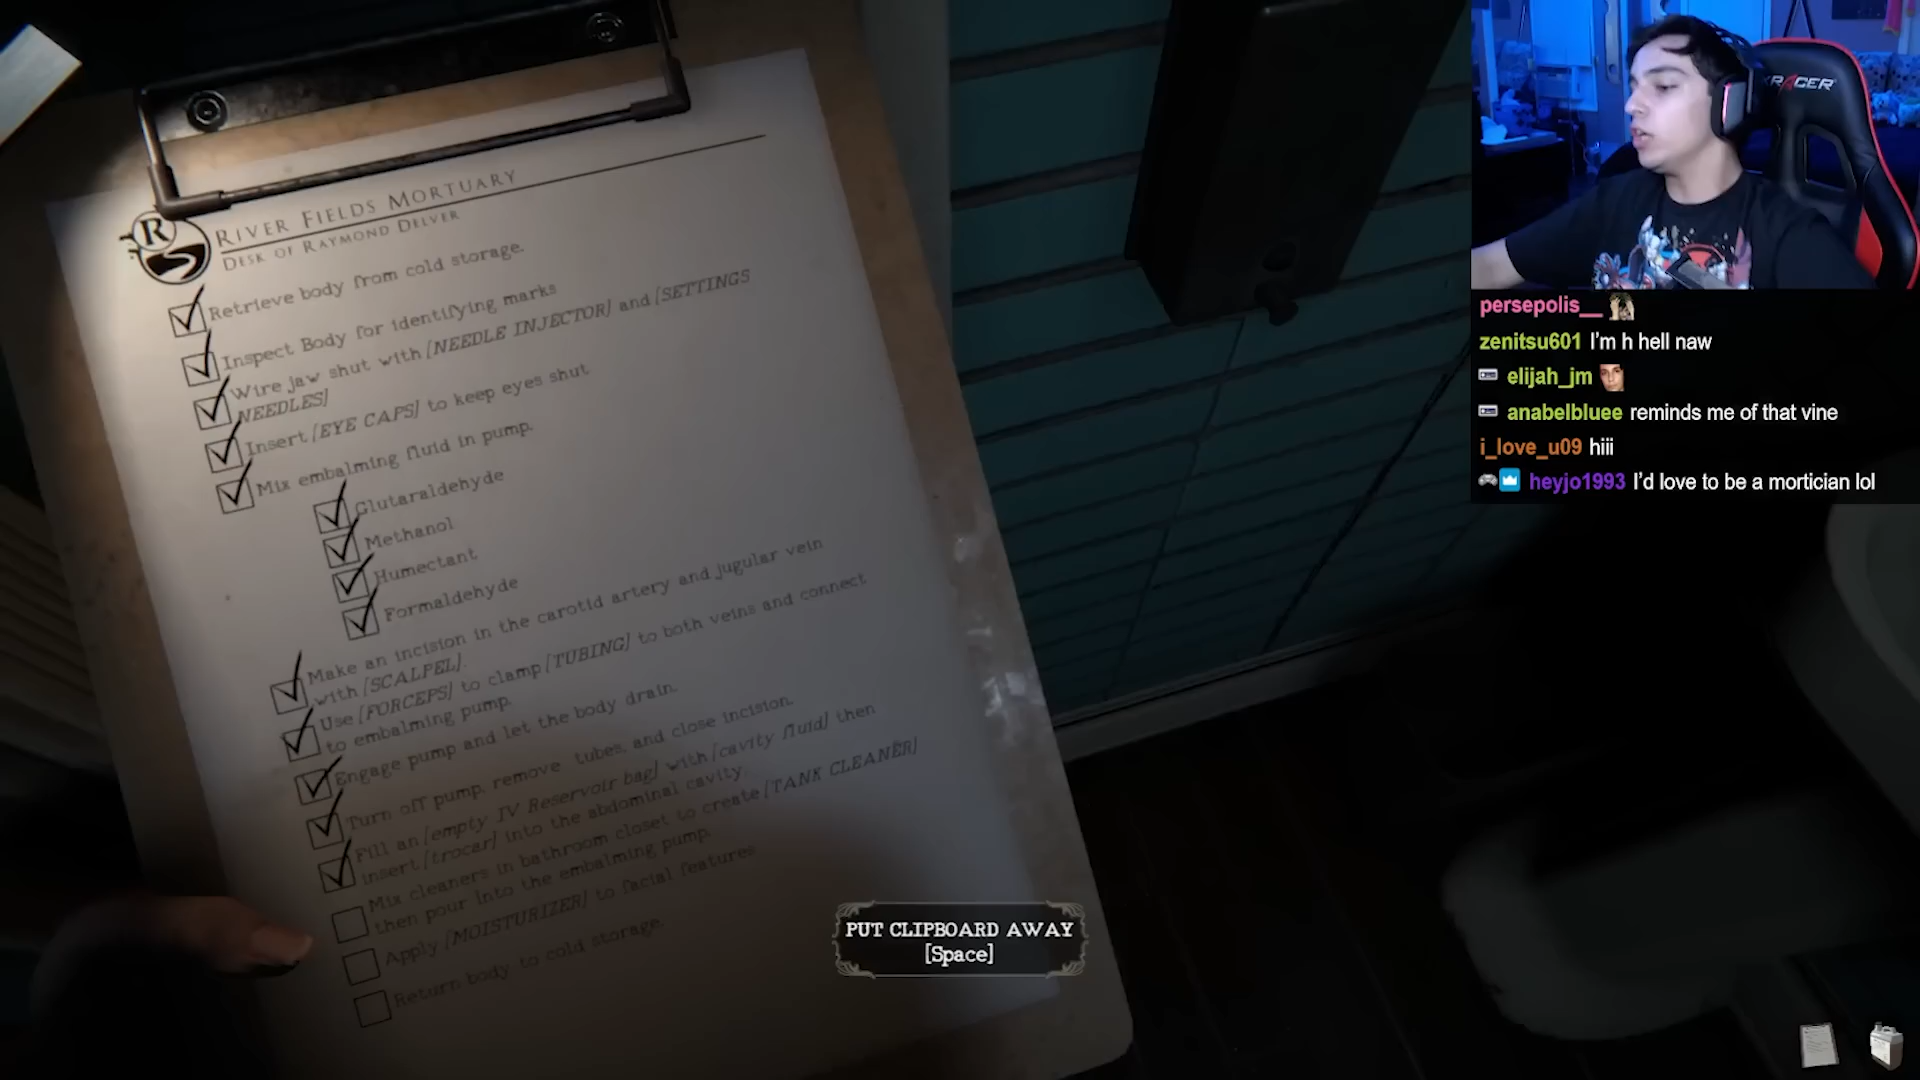 RIVER FIELDS MORTUARY
DESK OF RAYMOND DELVER
R
Retrieve body from cold storage.
Inspect Body for identifying marks
Wire jaw shut with [NEEDLE INJECTOR] and [SETTINGS
NEEDLES]
Insert [EYE CAPS] to keep eyes shut
Mix embalming fluid in pump.
Glutaraldehyde
Methanol
Humectant
Formaldehyde
Make an incision in the carotid artery and jugular vein
with [SCALPEL].
Use [FORCEPS] to clamp [TUBING] to both veins and connect
to embalming pump.
Engage pump and let the body drain.
Turn off pump, remove tubes, and close incision.
Fill an [empty JV Reservoir bag] with [cavity fluid] then
insert [trocar] into the abdominal cavity.
Mix cleaners in bathroom closet to create [TANK CLEANER]
then pour into the embalming pump.
Apply [MOISTURIZER] to facial features
Return body to cold storage.
PUT CLIPBOARD AWAY
[Space]
XRACER
persepolis__
zenitsu601 I'm h hell naw
elijah_jm
anabelbluee reminds me of that vine
i_love_u09 hiii
heyjo1993 I'd love to be a mortician lol